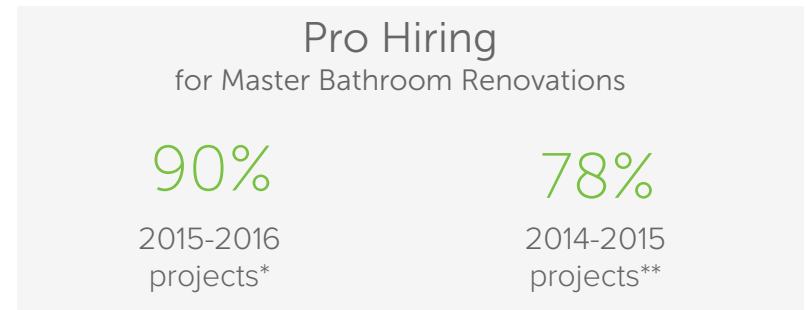 Pro Hiring
for Master Bathroom Renovations
90%
78%
2015-2016
projects*
2014-2015
projects**